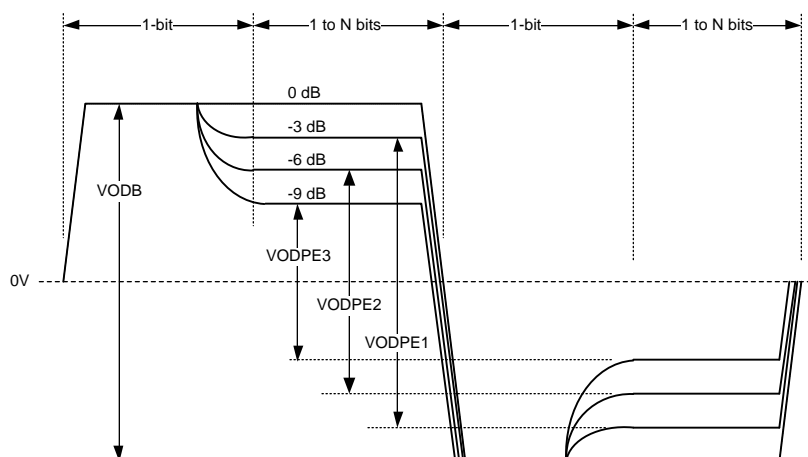 1-bit
1 to N bits
1-bit
1 to N bits
0 dB
-3 dB
-6 dB
VODB
-9 dB
VODPE3
0V
VODPE2
VODPE1